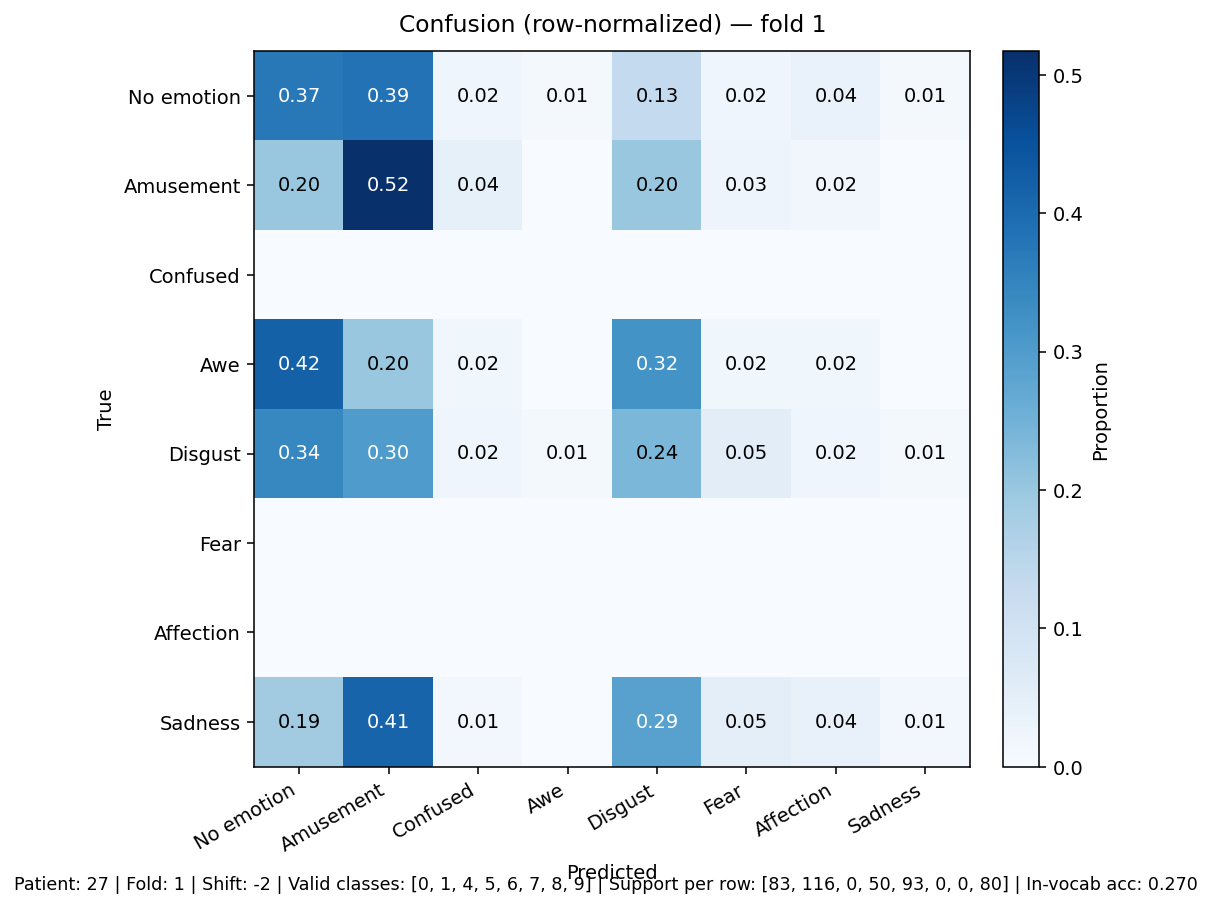 Confusion (row-normalized) — fold 1
No emotion 0.37 0.39 0.02 0.01 0.13 0.02 0.04 0.01
Amusement 0.20 0.52 0.04 0.20 0.03 0.02
Confused
Awe 0.42 0.20 0.02 0.32 0.02 0.02
Disgust 0.34 0.30 0.02 0.01 0.24 0.05 0.02 0.01
Fear
Affection
Sadness 0.19 0.41 0.01 0.29 0.05 0.04 0.01
True
No emotion Amusement Confused Awe Disgust Fear Affection Sadness
Predicted
0.5
0.4
0.3
0.2
0.1
0.0
Proportion
Patient: 27 | Fold: 1 | Shift: -2 | Valid classes: [0, 1, 4, 5, 6, 7, 8, 9] | Support per row: [83, 116, 0, 50, 93, 0, 0, 80] | In-vocab acc: 0.270